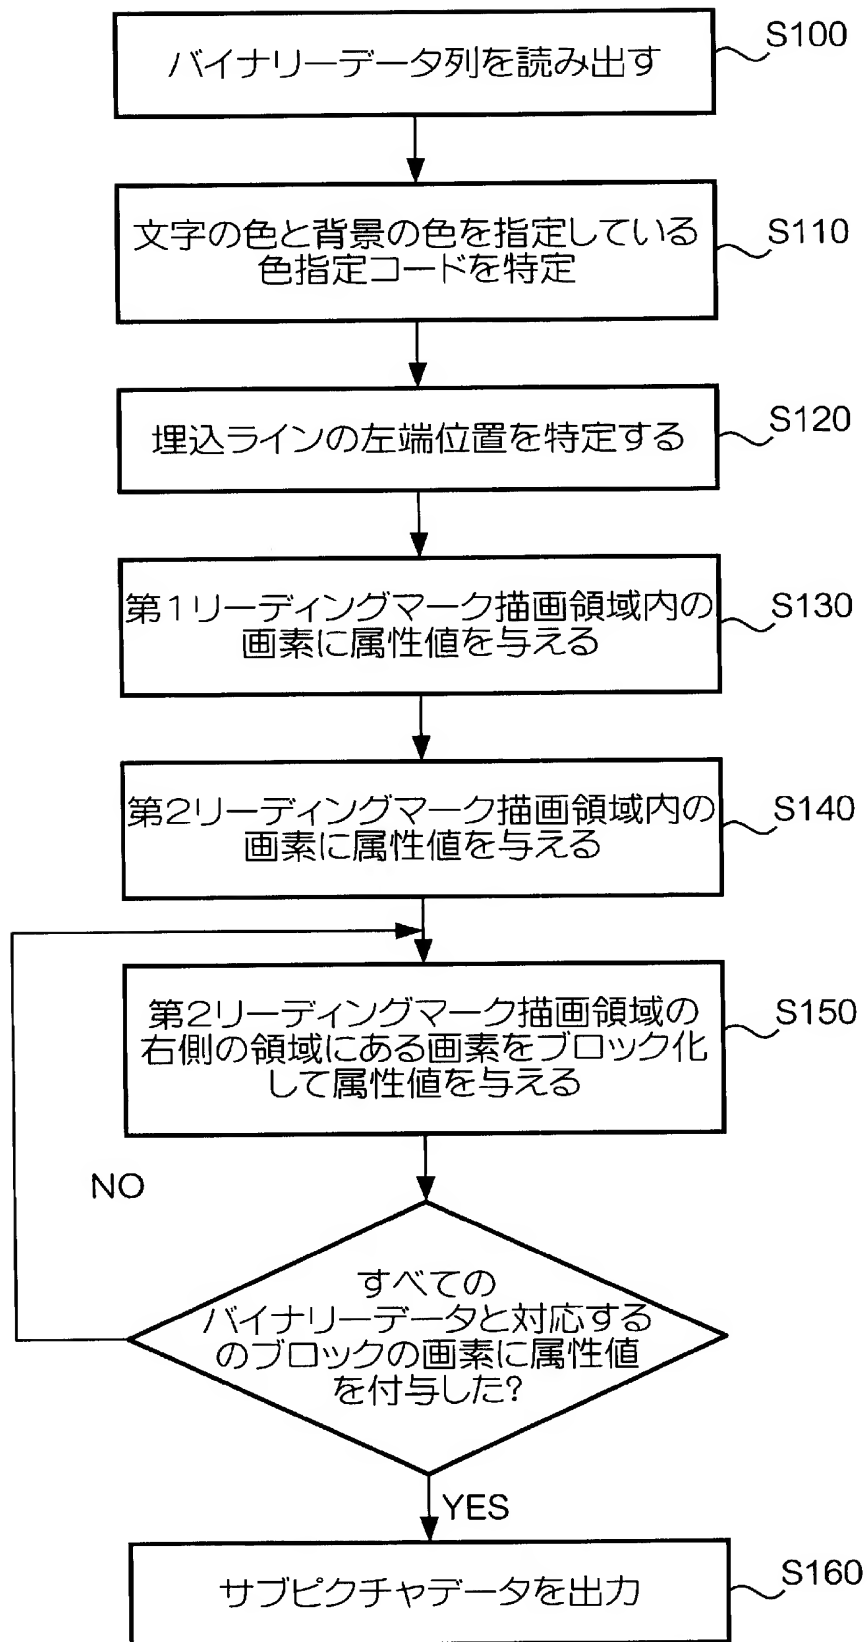 バイナリーデータ列を読み出す
S100
文字の色と背景の色を指定している
色指定コードを特定
S110
埋込ラインの左端位置を特定する
S120
第1リーディングマーク描画領域内の
画素に属性値を与える
S130
第2リーディングマーク描画領域内の
画素に属性値を与える
S140
第2リーディングマーク描画領域の
右側の領域にある画素をブロック化
して属性値を与える
S150
NO
すべての
バイナリーデータと対応する
のブロックの画素に属性値
を付与した?
YES
サブピクチャデータを出力
S160